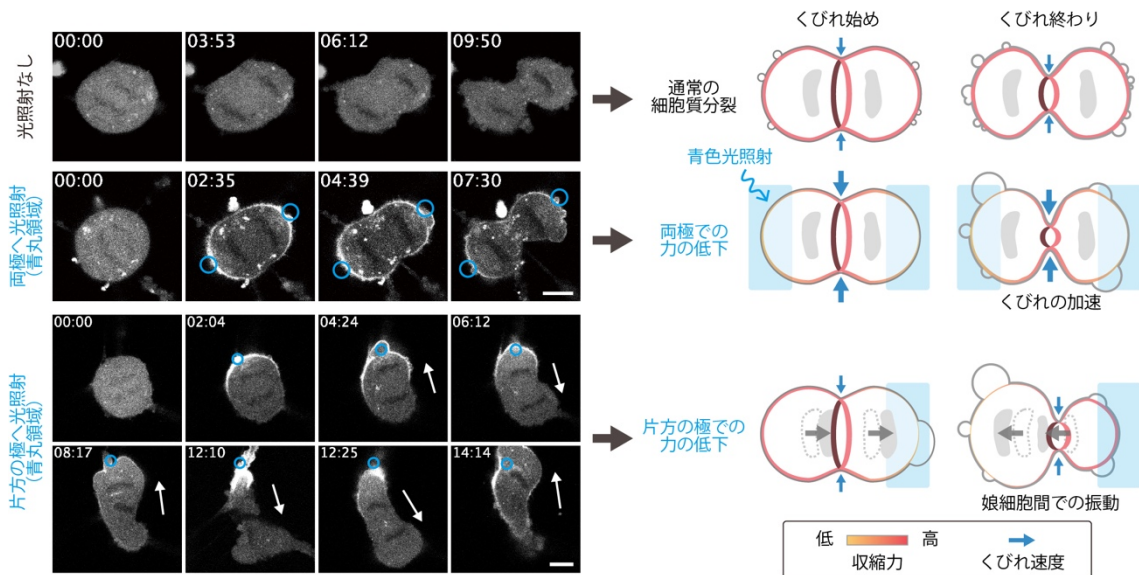 光照射なし
00:00
03:53
06:12
09:50
くびれ始め
くびれ終わり
通常の
細胞質分裂
両極へ光照射
(青丸領域)
00:00
02:35
04:39
07:30
青色光照射
両極での
力の低下
くびれの加速
片方の極へ光照射
(青丸領域)
00:00
02:04
04:24
06:12
08:17
12:10
12:25
14:14
片方の極での
力の低下
娘細胞間での振動
低 高
収縮力
くびれ速度